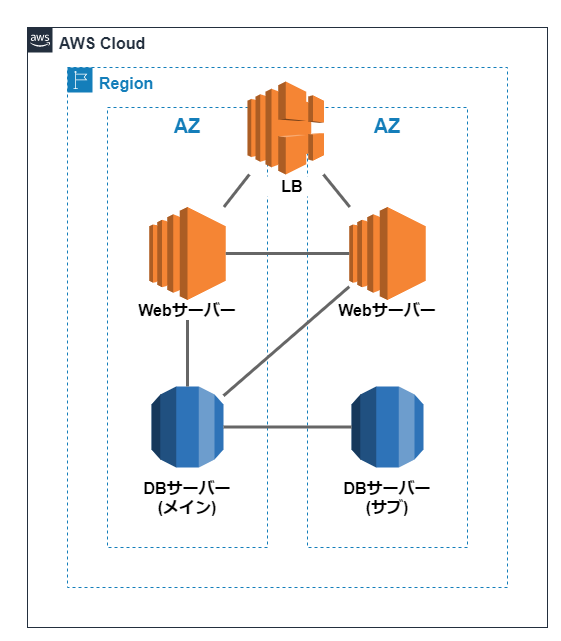 aws
AWS Cloud
Region
AZ
AZ
LB
Webサーバー
Webサーバー
DBサーバー
(メイン)
DBサーバー
(サブ)